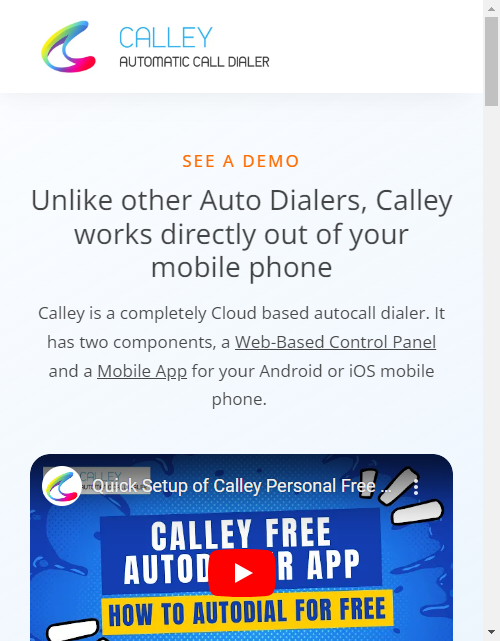 CALLEY
AUTOMATIC CALL DIALER
SEE A DEMO
Unlike other Auto Dialers, Calley
works directly out of your
mobile phone
Calley is a completely Cloud based autocall dialer. It
has two components, a Web-Based Control Panel
and a Mobile App for your Android or iOS mobile
phone.
CALLEY
Quick Setup of Calley Personal Free ...
CALLEY FREE
APP
HOW TO AUTODIAL FOR FREE